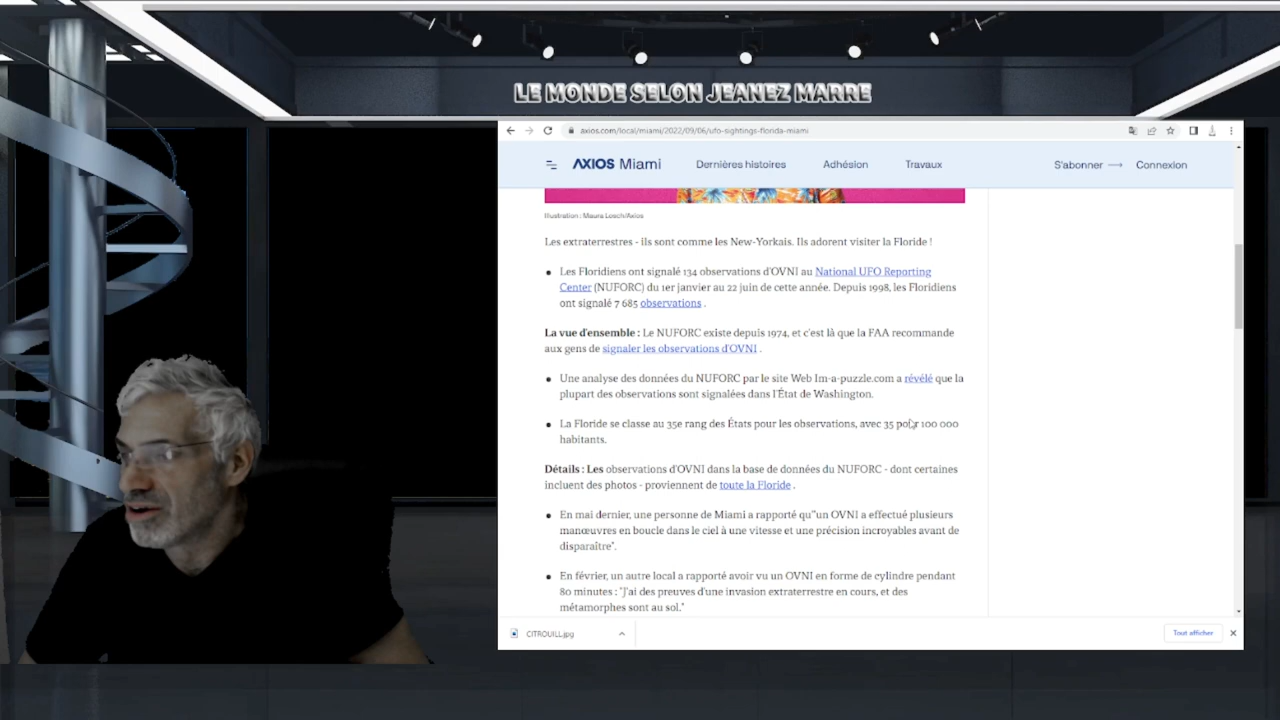 LE MONDE SELON JEANEZ MARRE
axios.com/local/miami/2022/09/06/ufo-sightings-florida-miami
AXIOS Miami Dernières histoires Adhésion Travaux S'abonner Connexion
Illustration : Maura Losch/Axios
Les extraterrestres - ils sont comme les New-Yorkais. Ils adorent visiter la Floride !
Les Floridiens ont signalé 134 observations d'OVNI au National UFO Reporting
Center (NUFORC) du 1er janvier au 22 juin de cette année. Depuis 1998, les Floridiens
ont signalé 7 685 observations .
La vue d'ensemble : Le NUFORC existe depuis 1974, et c'est là que la FAA recommande
aux gens de signaler les observations d'OVNI .
Une analyse des données du NUFORC par le site Web Im-a-puzzle.com a révélé que la
plupart des observations sont signalées dans l'État de Washington.
La Floride se classe au 35e rang des États pour les observations, avec 35 pour 100 000
habitants.
Détails : Les observations d'OVNI dans la base de données du NUFORC - dont certaines
incluent des photos - proviennent de toute la Floride .
En mai dernier, une personne de Miami a rapporté qu'"un OVNI a effectué plusieurs
manœuvres en boucle dans le ciel à une vitesse et une précision incroyables avant de
disparaître".
En février, un autre local a rapporté avoir vu un OVNI en forme de cylindre pendant
80 minutes : "J'ai des preuves d'une invasion extraterrestre en cours, et des
métamorphes sont au sol."
CITROUILL.jpg Tout afficher